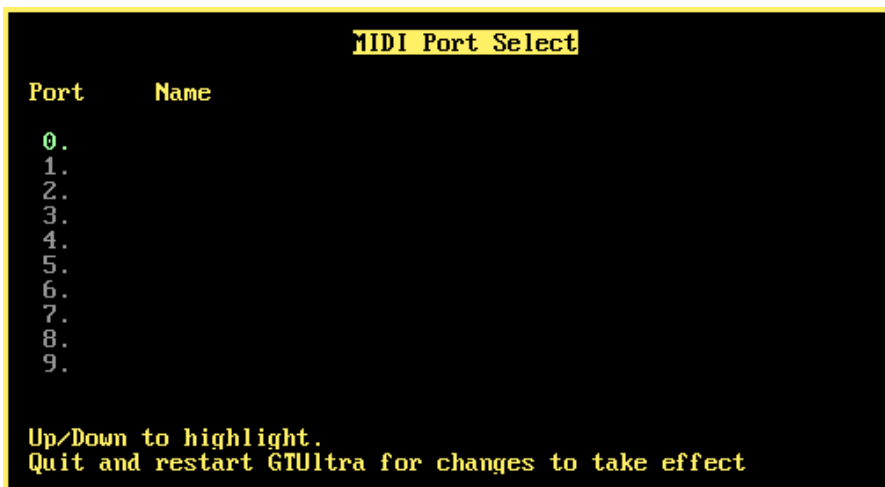 MIDI Port Select
Port Name
0.
1.
2.
3.
4.
5.
6.
7.
8.
9.
Up/Down to highlight.
Quit and restart GTUltra for changes to take effect